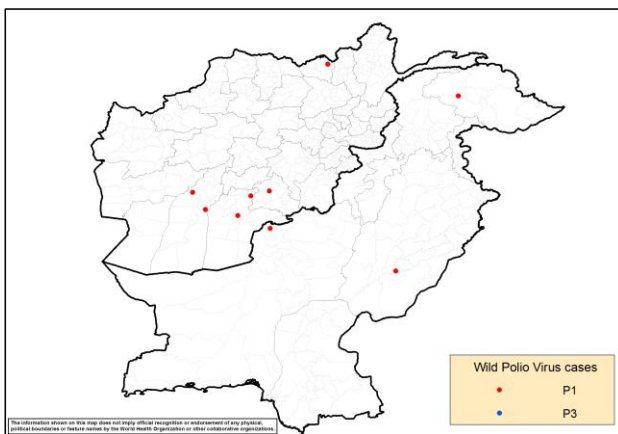 Wild Polio Virus cases
P1
P3
The information shown on this map does not imply official recognition or endorsement of any physical,
political boundaries or feature names by the World Health Organization or other collaborative organizations.